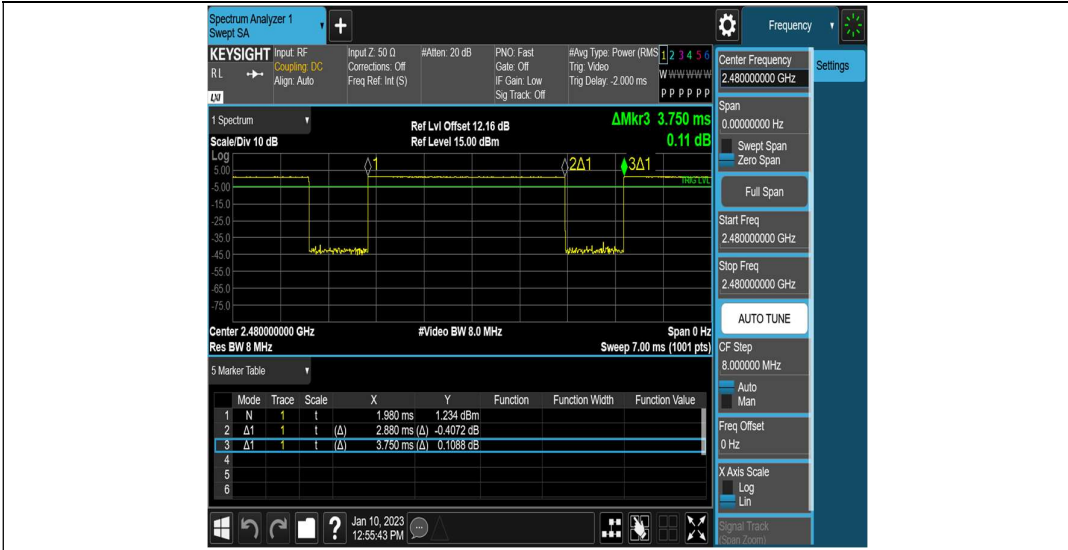 Spectrum Analyzer 1
Swept SA
Frequency
KEYSIGHT
Input: RF
Input Z: 50 Ω
#Atten: 20 dB
PNO: Fast
#Avg Type: Power (RMS
1 2 3 4 5 6
RL
Coupling: DC
Corrections: Off
Gate: Off
Trig: Video
W W W W W W
Align: Auto
Freq Ref: Int (S)
IF Gain: Low
Trig Delay: -2.000 ms
Sig Track: Off
P P P P P P
LXI
1 Spectrum
Ref Lvl Offset 12.16 dB
ΔMkr3 3.750 ms
Scale/Div 10 dB
Ref Level 15.00 dBm
0.11 dB
Log
1
2Δ1
3Δ1
5.00
TRIG LVL
-5.00
-15.0
-25.0
-35.0
-45.0
-55.0
-65.0
-75.0
Center 2.480000000 GHz
#Video BW 8.0 MHz
Span 0 Hz
Res BW 8 MHz
Sweep 7.00 ms (1001 pts)
5 Marker Table
Mode Trace Scale X Y Function Function Width Function Value
1 N 1 t 1.980 ms 1.234 dBm
2 Δ1 1 t (Δ) 2.880 ms (Δ) -0.4072 dB
3 Δ1 1 t (Δ) 3.750 ms (Δ) 0.1088 dB
4
5
6
?
Jan 10, 2023
12:55:43 PM
Center Frequency
2.480000000 GHz
Settings
Span
0.00000000 Hz
Swept Span
Zero Span
Full Span
Start Freq
2.480000000 GHz
Stop Freq
2.480000000 GHz
AUTO TUNE
CF Step
8.000000 MHz
Auto
Man
Freq Offset
0 Hz
X Axis Scale
Log
Lin
Signal Track
(Span Zoom)